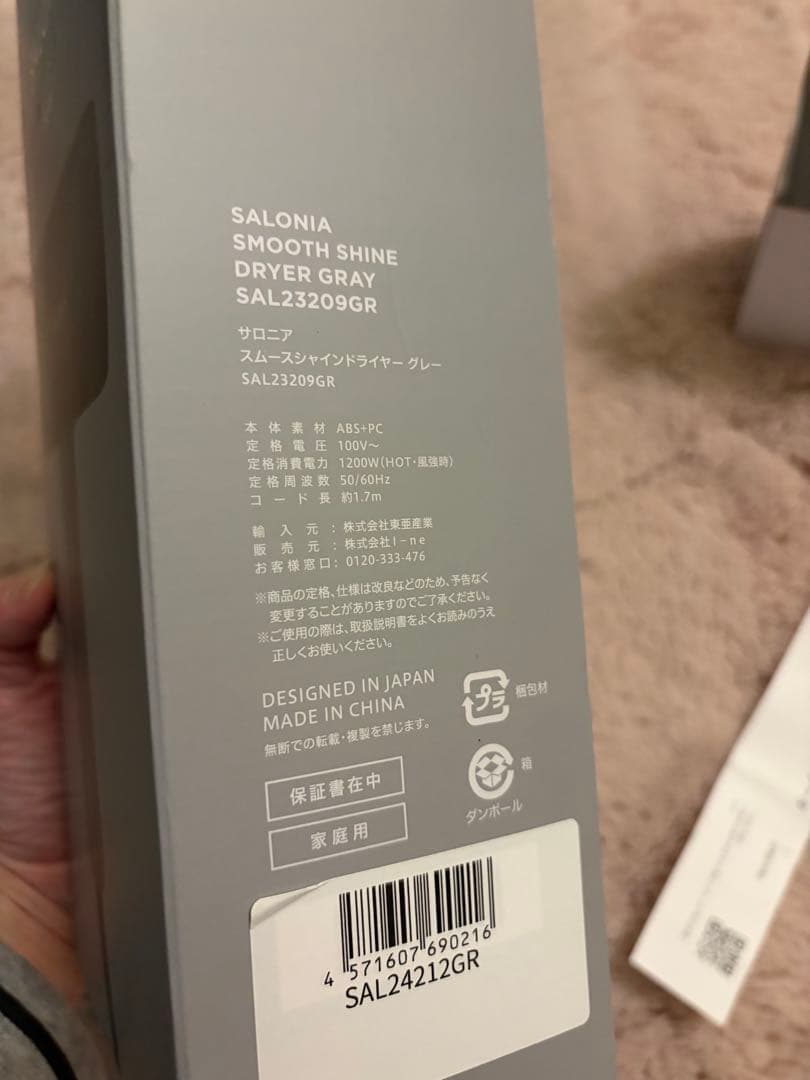 SALONIA
SMOOTH SHINE
DRYER GRAY
SAL23209GR
サロニア
スムースシャインドライヤー グレー
SAL23209GR
本体素材 ABS+PC
定格電圧 100V～
定格消費電力 1200W(HOT・風強時)
定格周波数 50/60Hz
コード長 約1.7m
輸入元：株式会社東亜産業
販売元：株式会社I-ne
お客様窓口：0120-333-476
※商品の定格、仕様は改良などのため、予告なく
変更することがありますのでご了承ください。
※ご使用の際は、取扱説明書をよくお読みのうえ
正しくお使いください。
DESIGNED IN JAPAN
MADE IN CHINA
無断での転載・複製を禁じます。
プラ 梱包材
箱
ダンボール
保証書在中
家庭用
4 571607 690216
SAL24212GR